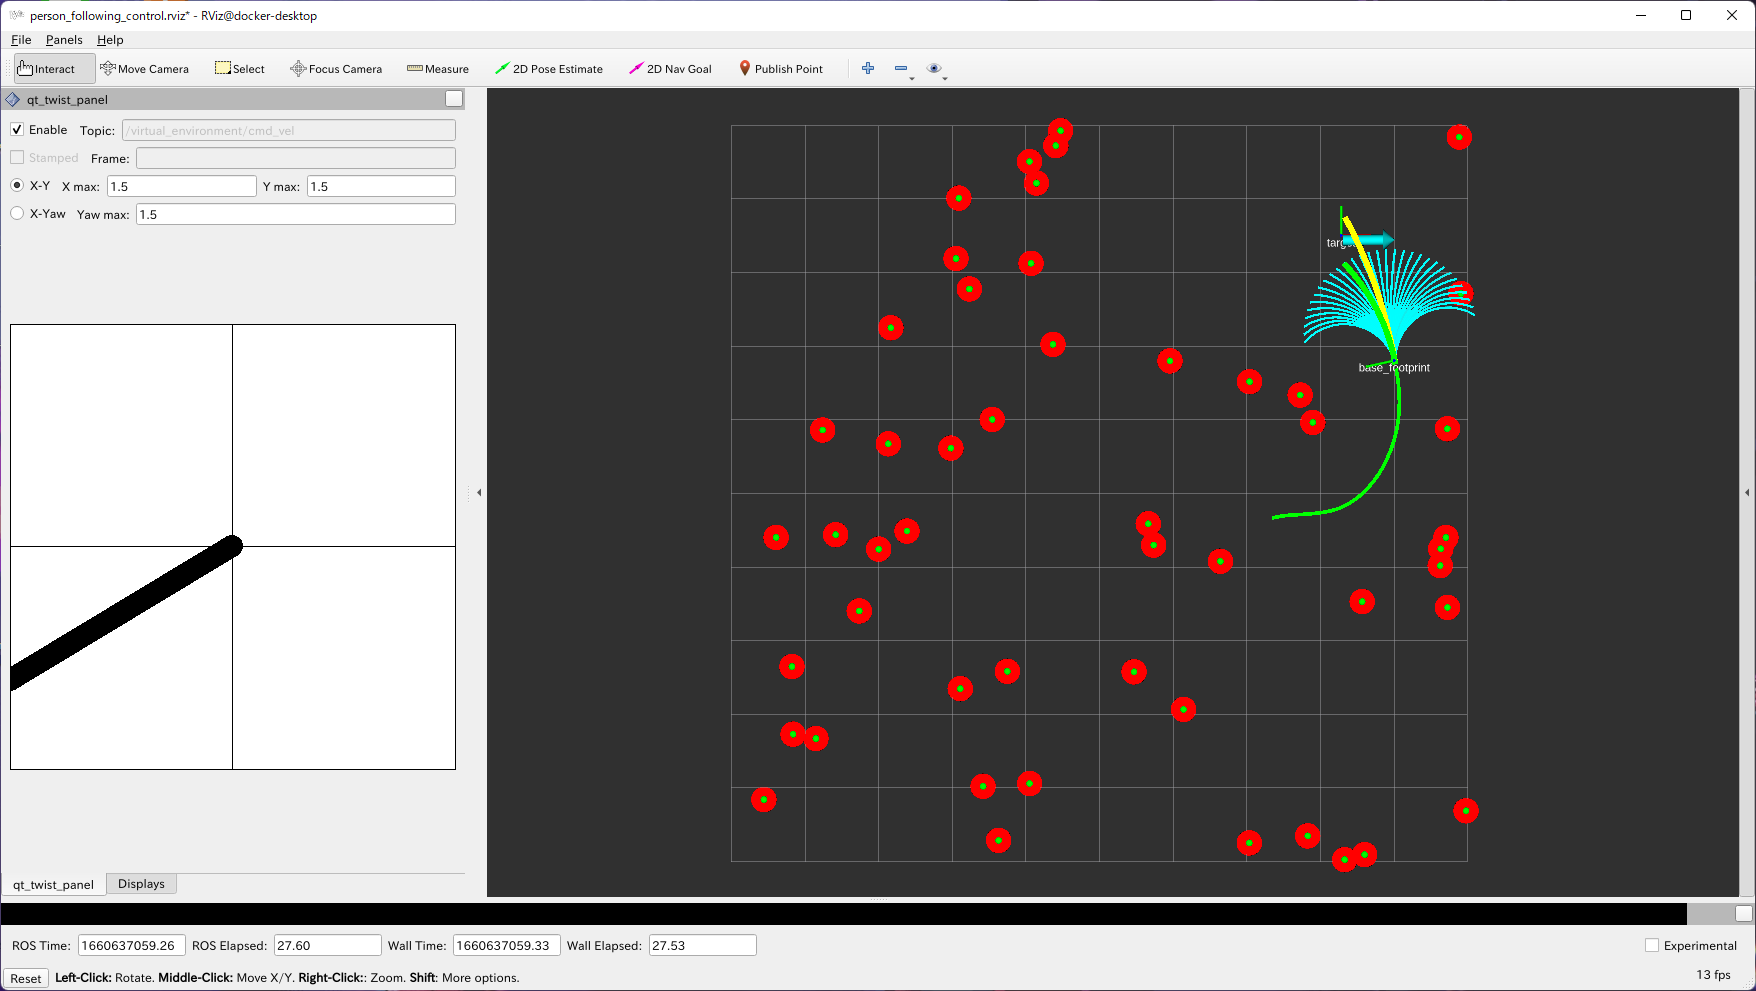 person_following_control.rviz* - RViz@docker-desktop
File Panels Help
Interact Move Camera Select Focus Camera Measure 2D Pose Estimate 2D Nav Goal Publish Point
qt_twist_panel
Enable Topic: /virtual_environment/cmd_vel
Stamped Frame:
X-Y X max: 1.5 Y max: 1.5
X-Yaw Yaw max: 1.5
base_footprint
qt_twist_panel Displays
ROS Time: 1660637059.26 ROS Elapsed: 27.60 Wall Time: 1660637059.33 Wall Elapsed: 27.53 Experimental
Reset Left-Click: Rotate. Middle-Click: Move X/Y. Right-Click:: Zoom. Shift: More options. 13 fps